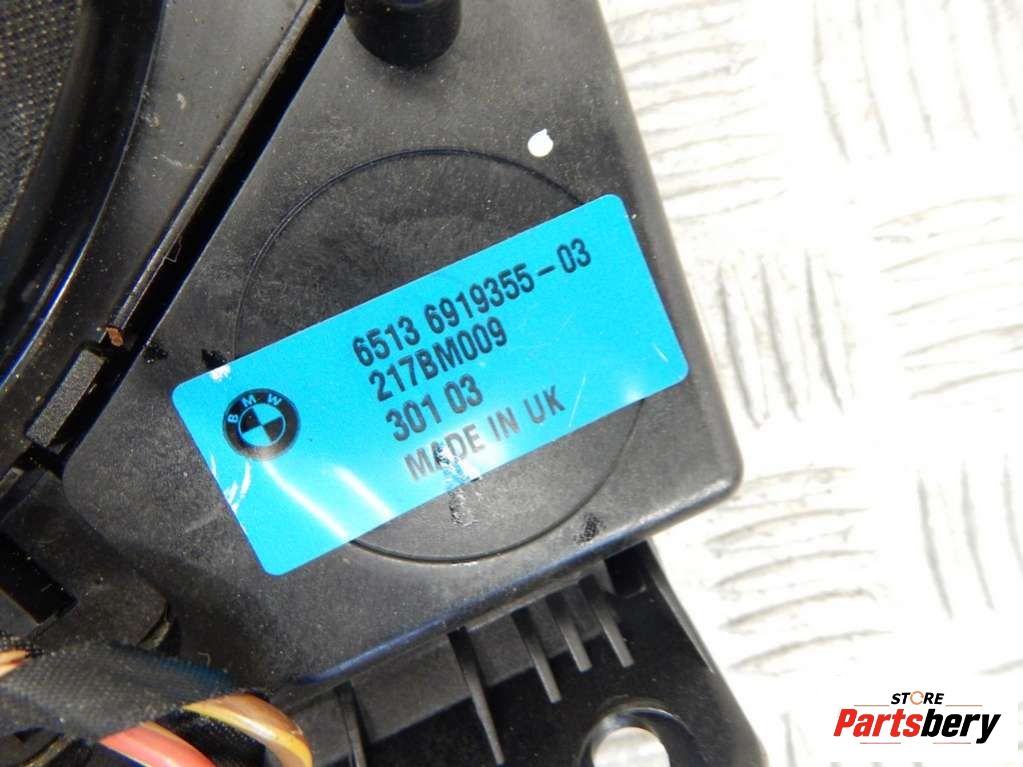 6513 6919355-03
217BM009
301 03
MADE IN UK
BMW
STORE
Partsbery